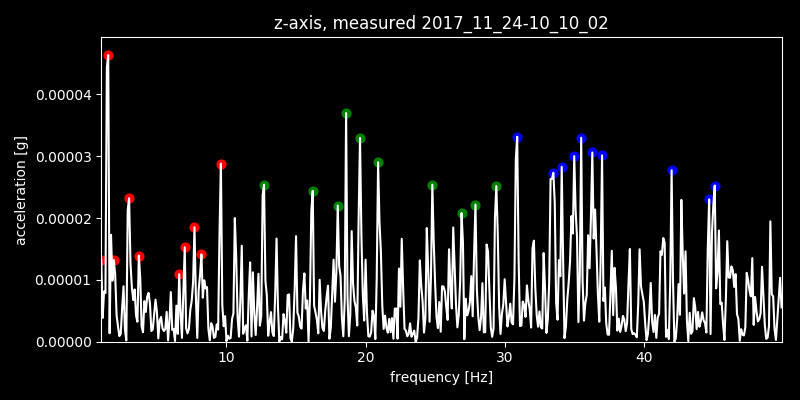 z-axis, measured 2017_11_24-10_10_02
acceleration [g]
0.00004
0.00003
0.00002
0.00001
0.00000
10 20 30 40
frequency [Hz]